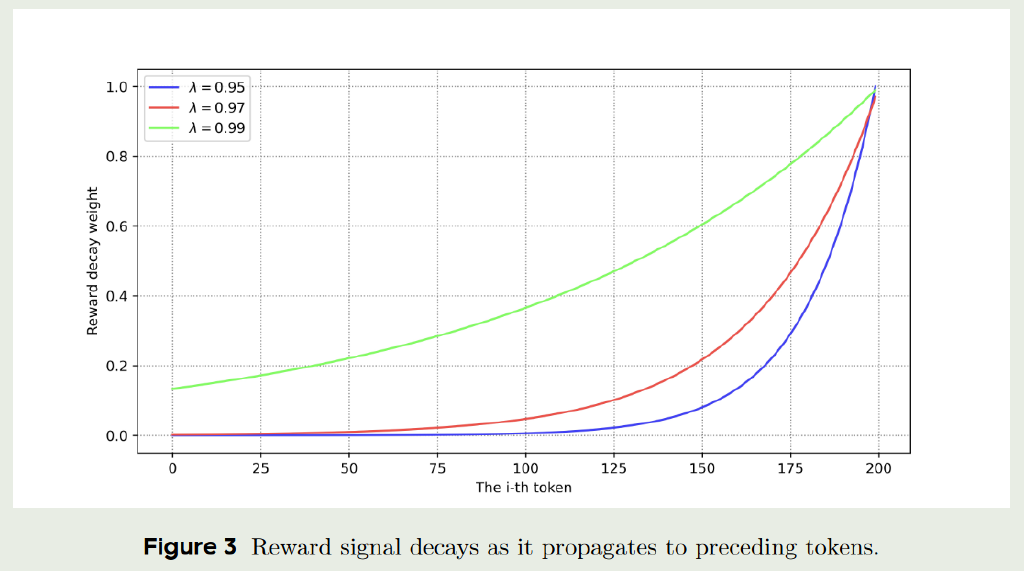 λ = 0.95
λ = 0.97
λ = 0.99
1.0
0.8
0.6
0.4
0.2
0.0
Reward decay weight
0 25 50 75 100 125 150 175 200
The i-th token
Figure 3 Reward signal decays as it propagates to preceding tokens.